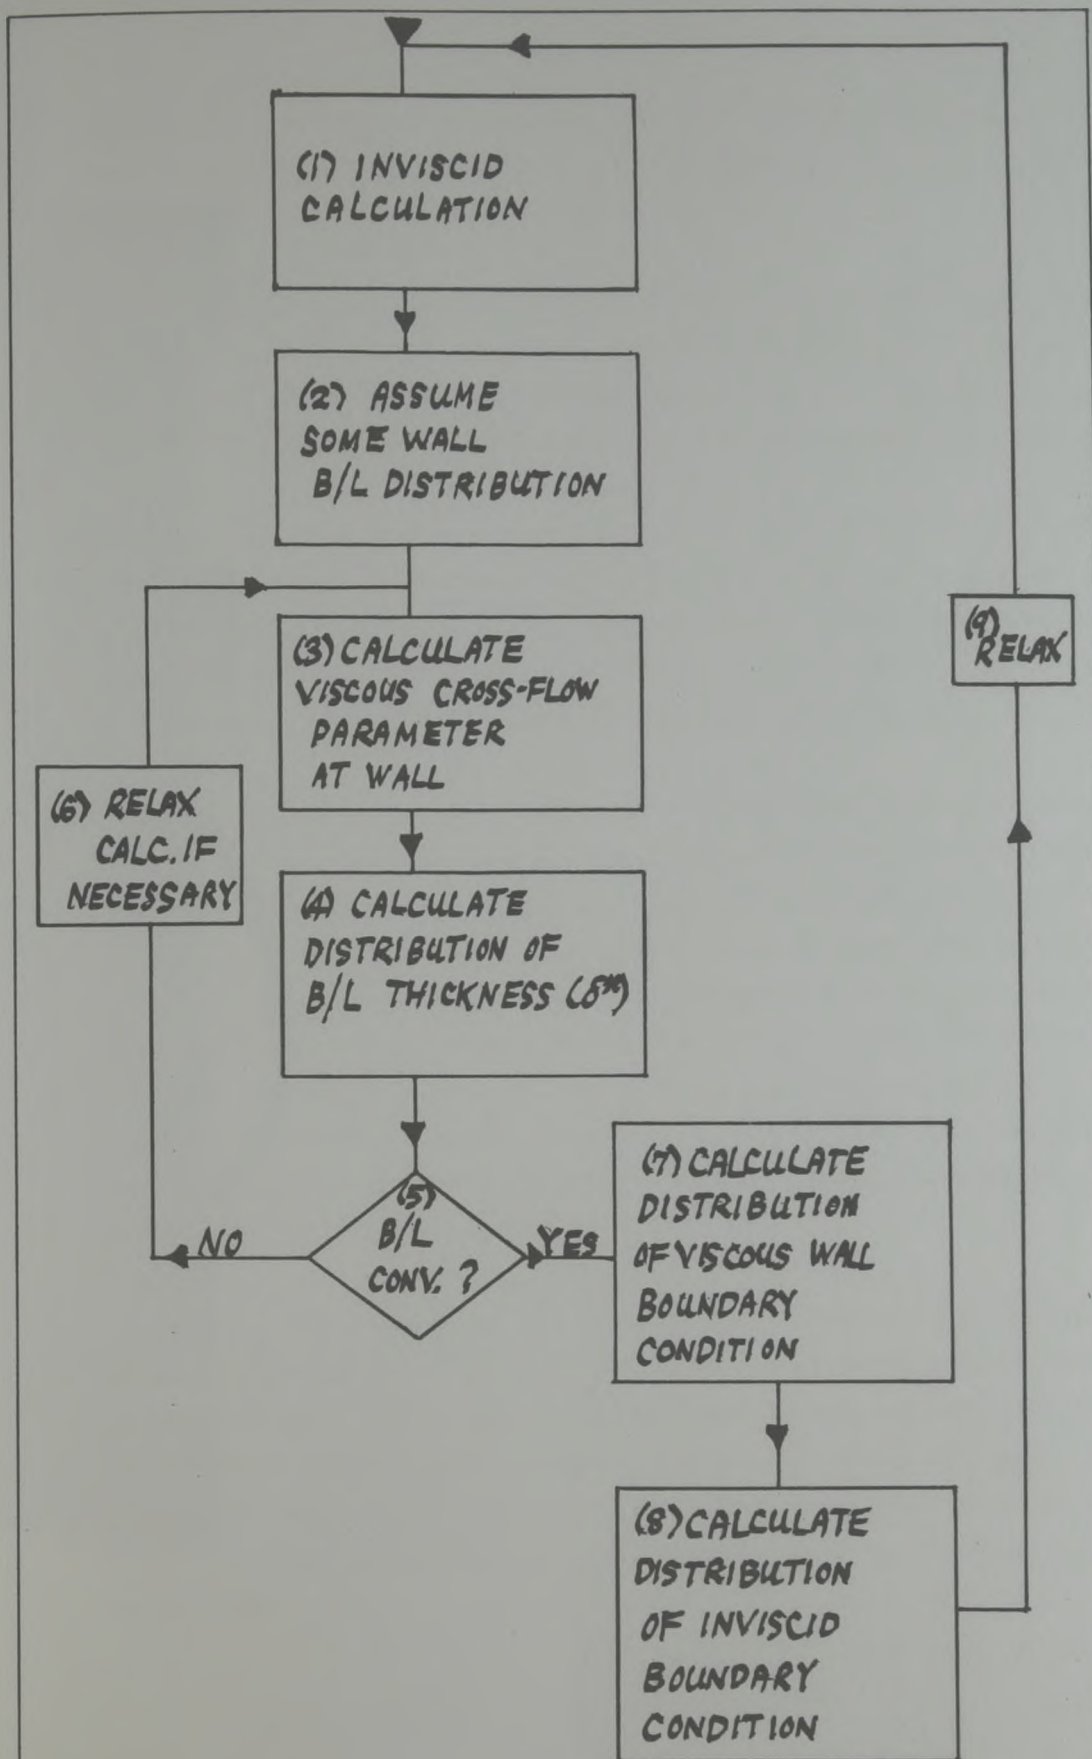 (1) INVISCID
CALCULATION
(2) ASSUME
SOME WALL
B/L DISTRIBUTION
(3) CALCULATE
VISCOUS CROSS-FLOW
PARAMETER
AT WALL
(4) CALCULATE
DISTRIBUTION OF
B/L THICKNESS (δ*)
(5)
B/L
CONV. ?
NO
YES
(6) RELAX
CALC. IF
NECESSARY
(7) CALCULATE
DISTRIBUTION
OF VISCOUS WALL
BOUNDARY
CONDITION
(8) CALCULATE
DISTRIBUTION
OF INVISCID
BOUNDARY
CONDITION
(9)
RELAX